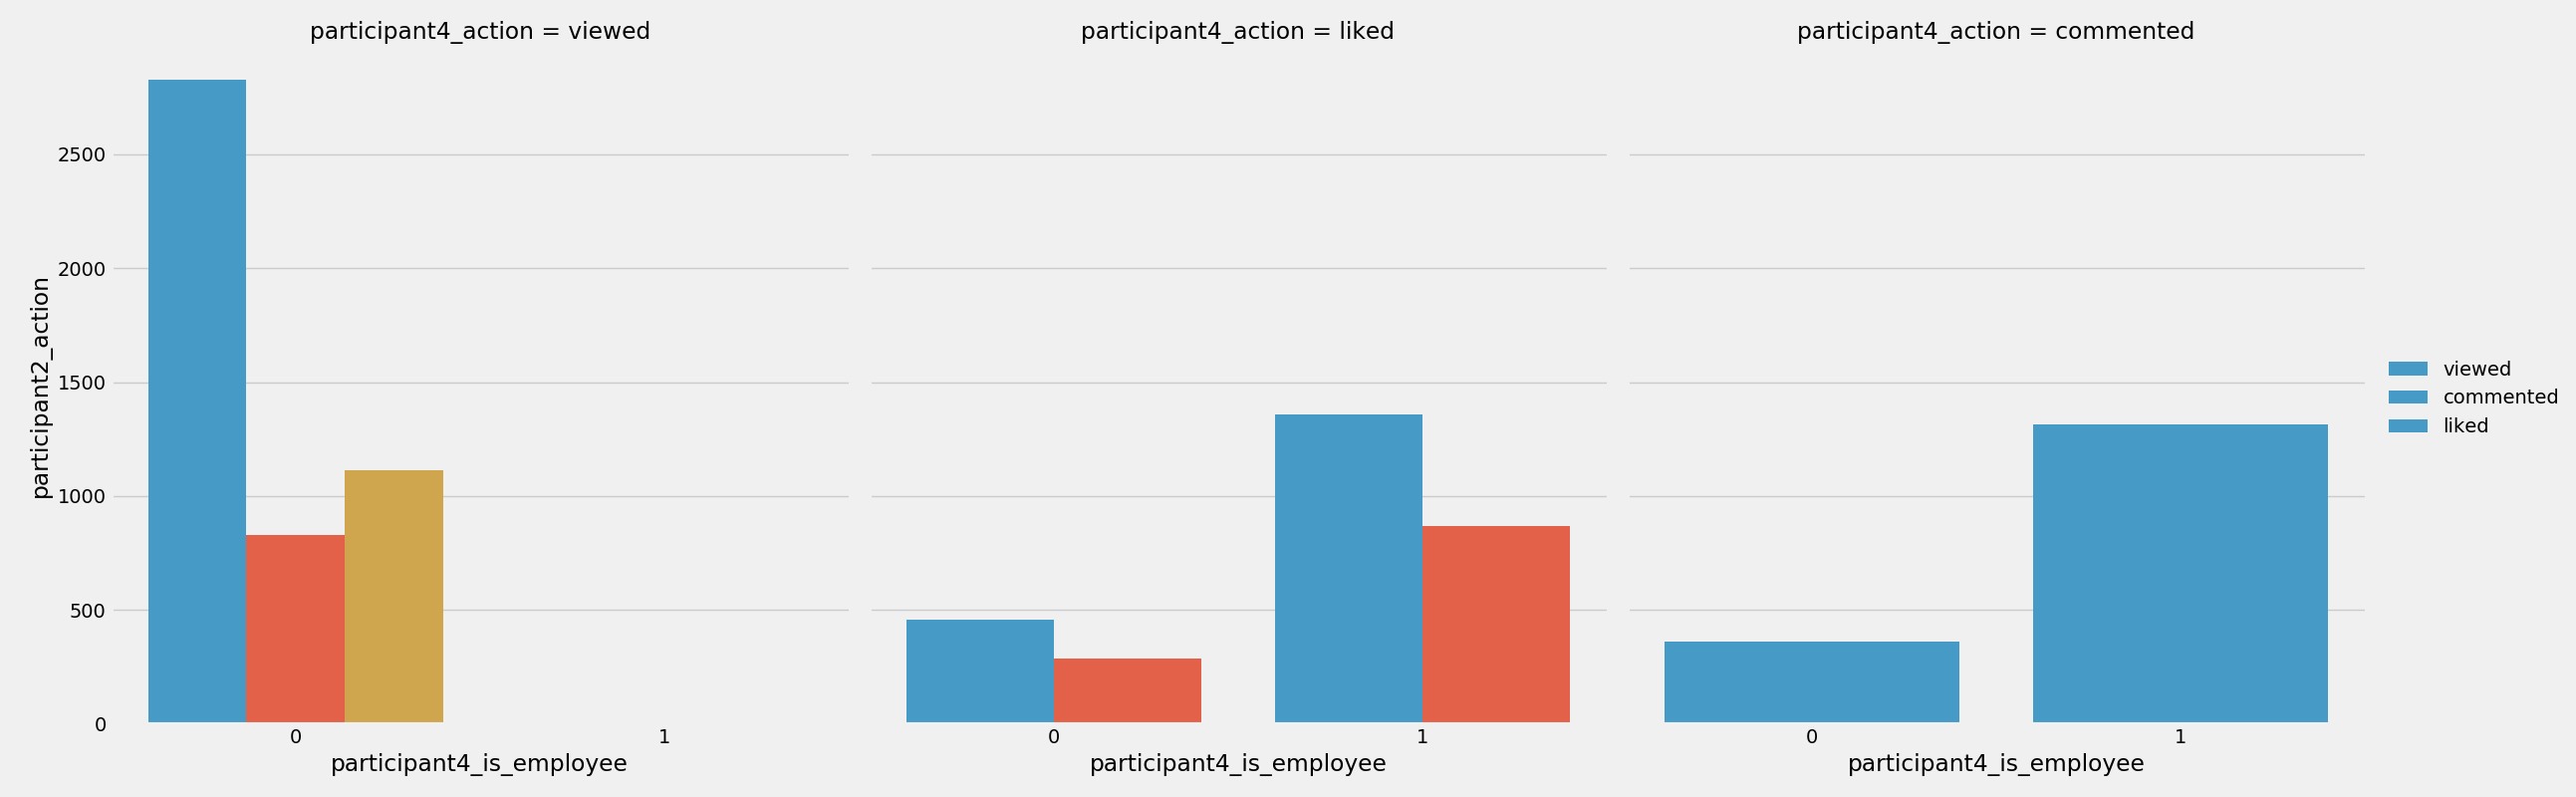 participant4_action = viewed
participant4_action = liked
participant4_action = commented
participant2_action
2500
2000
1500
1000
500
0
0
1
0
1
0
1
participant4_is_employee
participant4_is_employee
participant4_is_employee
viewed
commented
liked